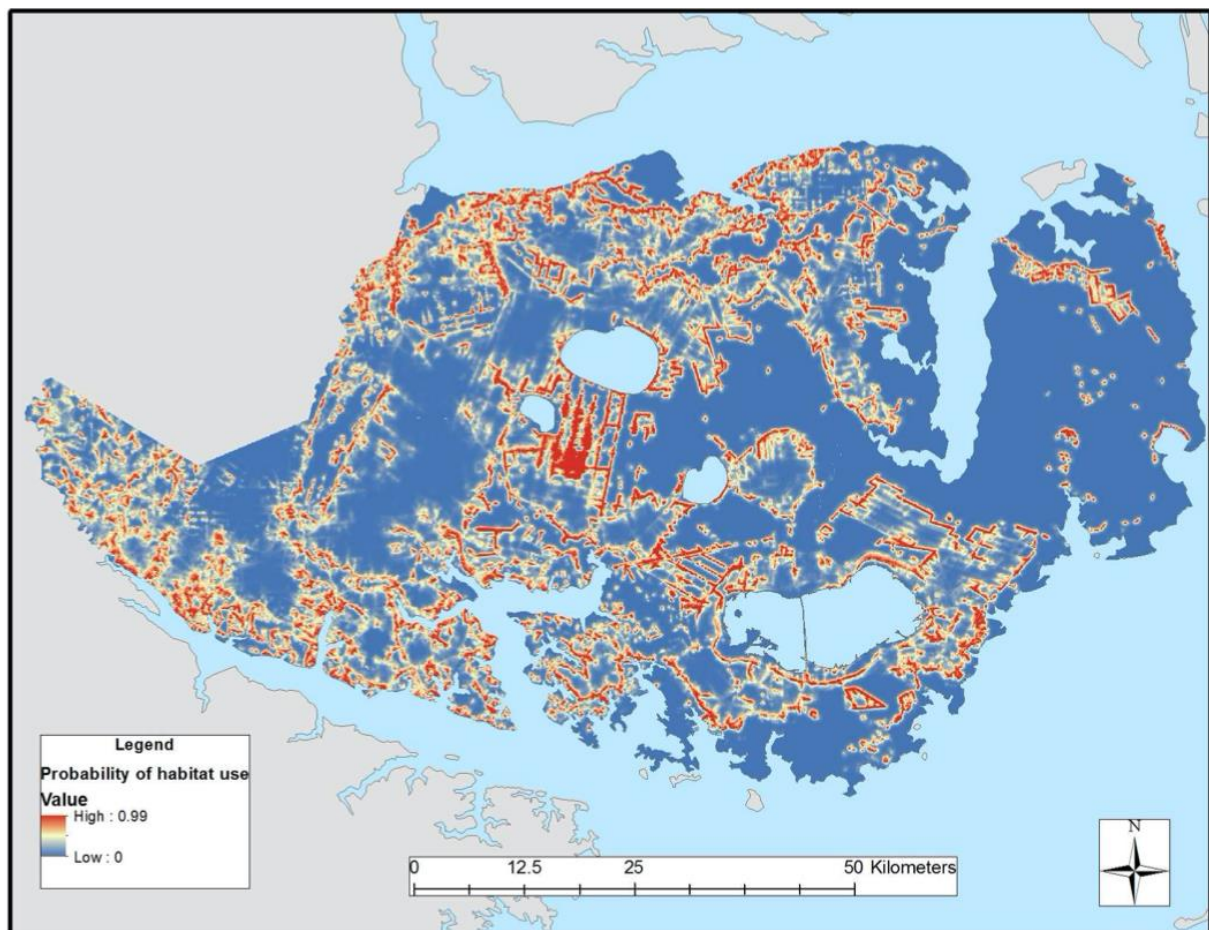 Legend
Probability of habitat use
Value
High : 0.99
Low : 0
0 12.5 25 50 Kilometers
N